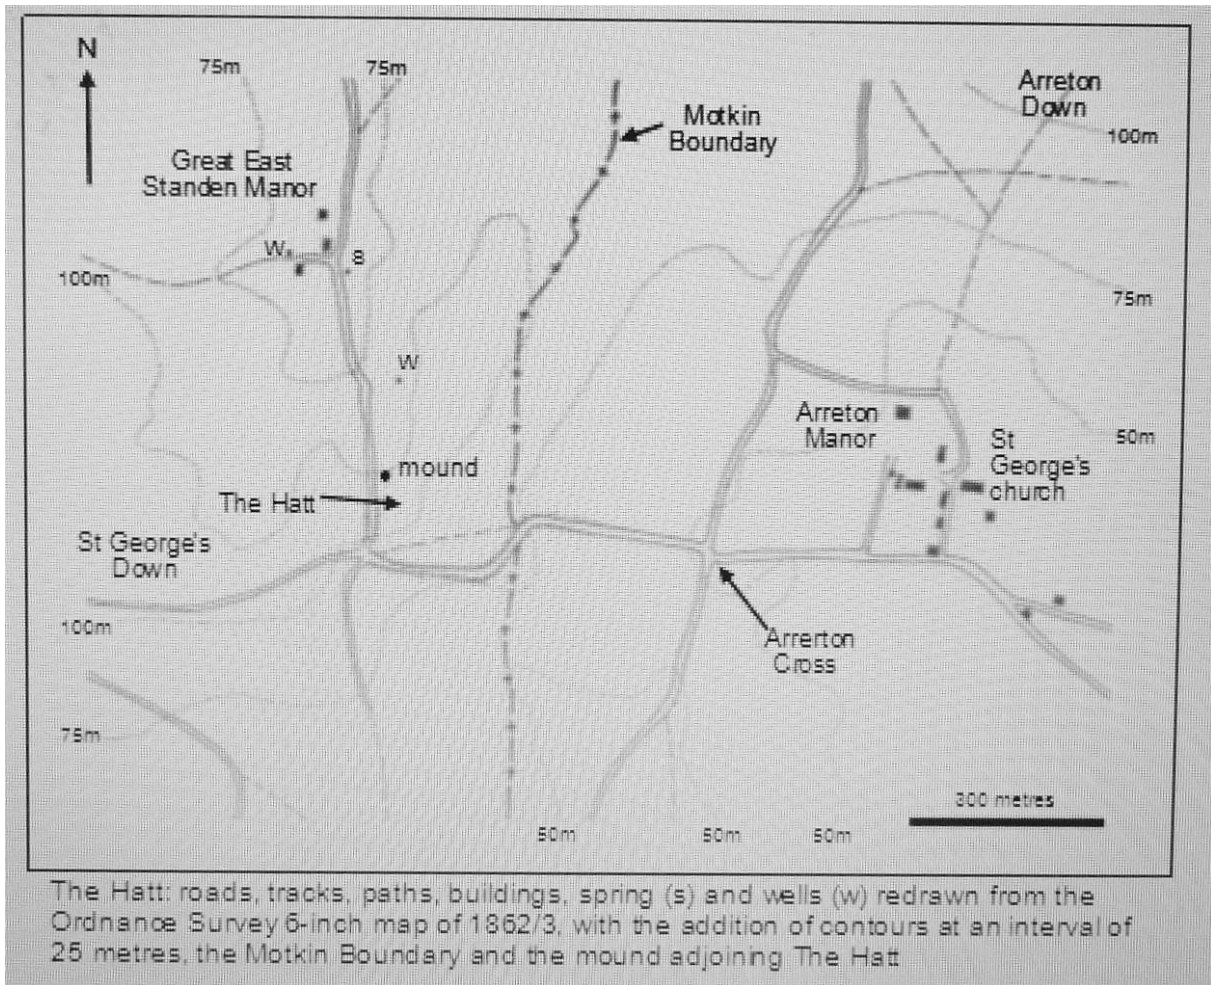 N
75m
75m
Arreton
Down
100m
Motkin
Boundary
Great East
Standen Manor
W
s
100m
75m
W
Arreton
Manor
50m
St
George's
church
mound
The Hatt
St George's
Down
100m
Arrerton
Cross
75m
300 metres
50m
50m
50m
The Hatt: roads, tracks, paths, buildings, spring (s) and wells (w) redrawn from the
Ordnance Survey 6-inch map of 1862/3, with the addition of contours at an interval of
25 metres, the Motkin Boundary and the mound adjoining The Hatt